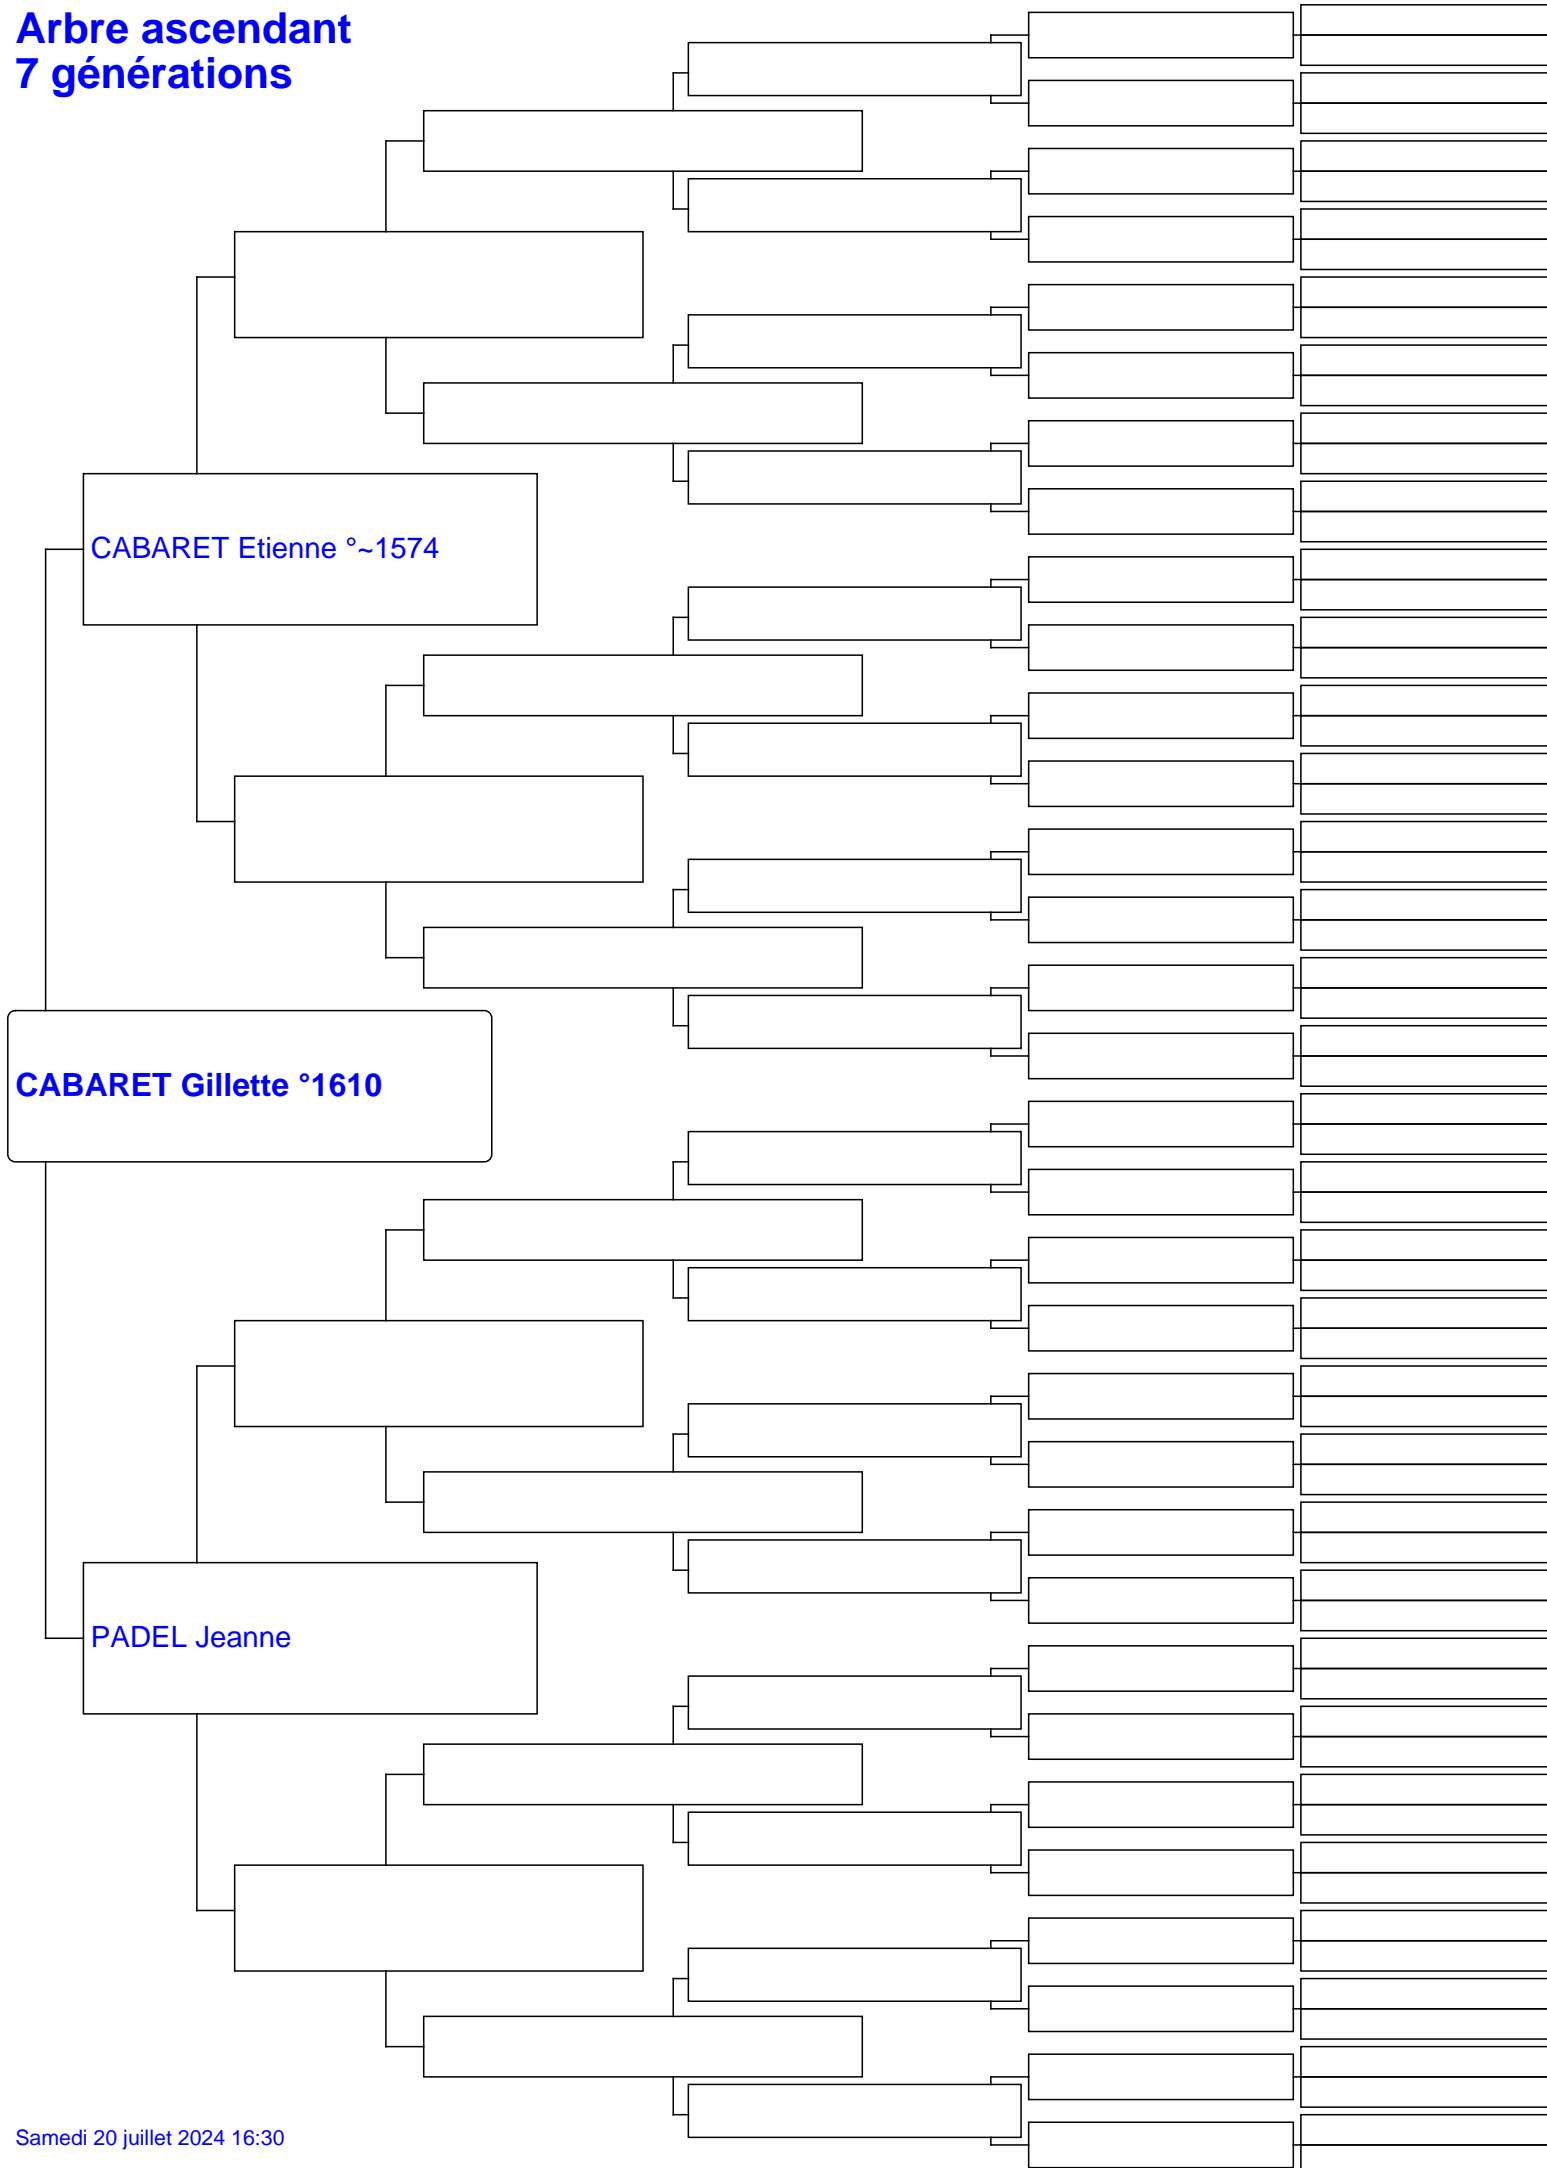 Arbre ascendant
7 générations
CABARET Etienne °~1574
CABARET Gillette °1610
PADEL Jeanne
Samedi 20 juillet 2024 16:30